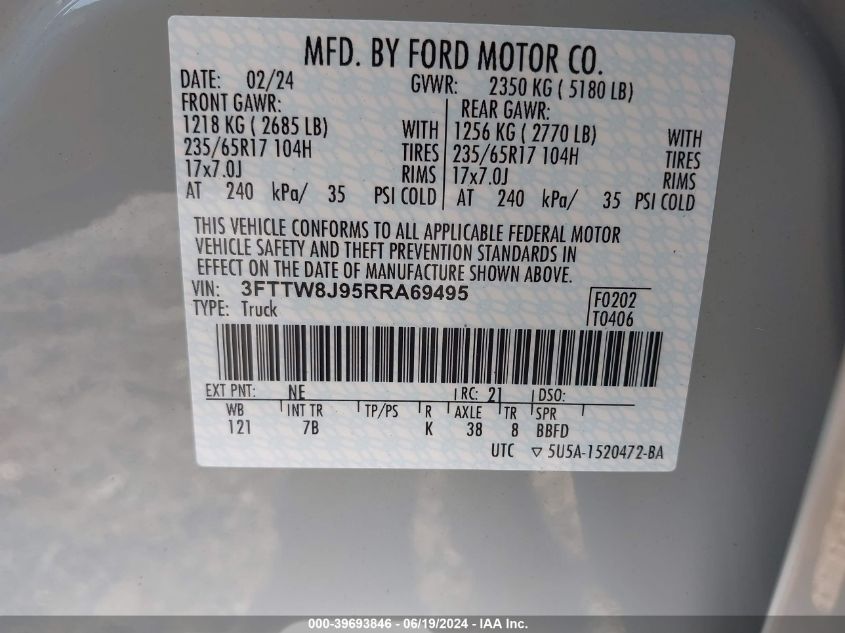 MFD. BY FORD MOTOR CO.
DATE: 02/24 GVWR: 2350 KG ( 5180 LB)
FRONT GAWR: REAR GAWR:
1218 KG ( 2685 LB) WITH 1256 KG ( 2770 LB) WITH
235/65R17 104H TIRES 235/65R17 104H TIRES
17x7.0J RIMS 17x7.0J RIMS
AT 240 kPa/ 35 PSI COLD AT 240 kPa/ 35 PSI COLD
THIS VEHICLE CONFORMS TO ALL APPLICABLE FEDERAL MOTOR
VEHICLE SAFETY AND THEFT PREVENTION STANDARDS IN
EFFECT ON THE DATE OF MANUFACTURE SHOWN ABOVE.
VIN: 3FTTW8J95RRA69495 F0202
TYPE: Truck T0406
EXT PNT: NE RC: 21 DSO:
WB INT TR TP/PS R AXLE TR SPR
121 7B K 38 8 BBFD
UTC ▽ 5U5A-1520472-BA
000-39693846 - 06/19/2024 - IAA Inc.